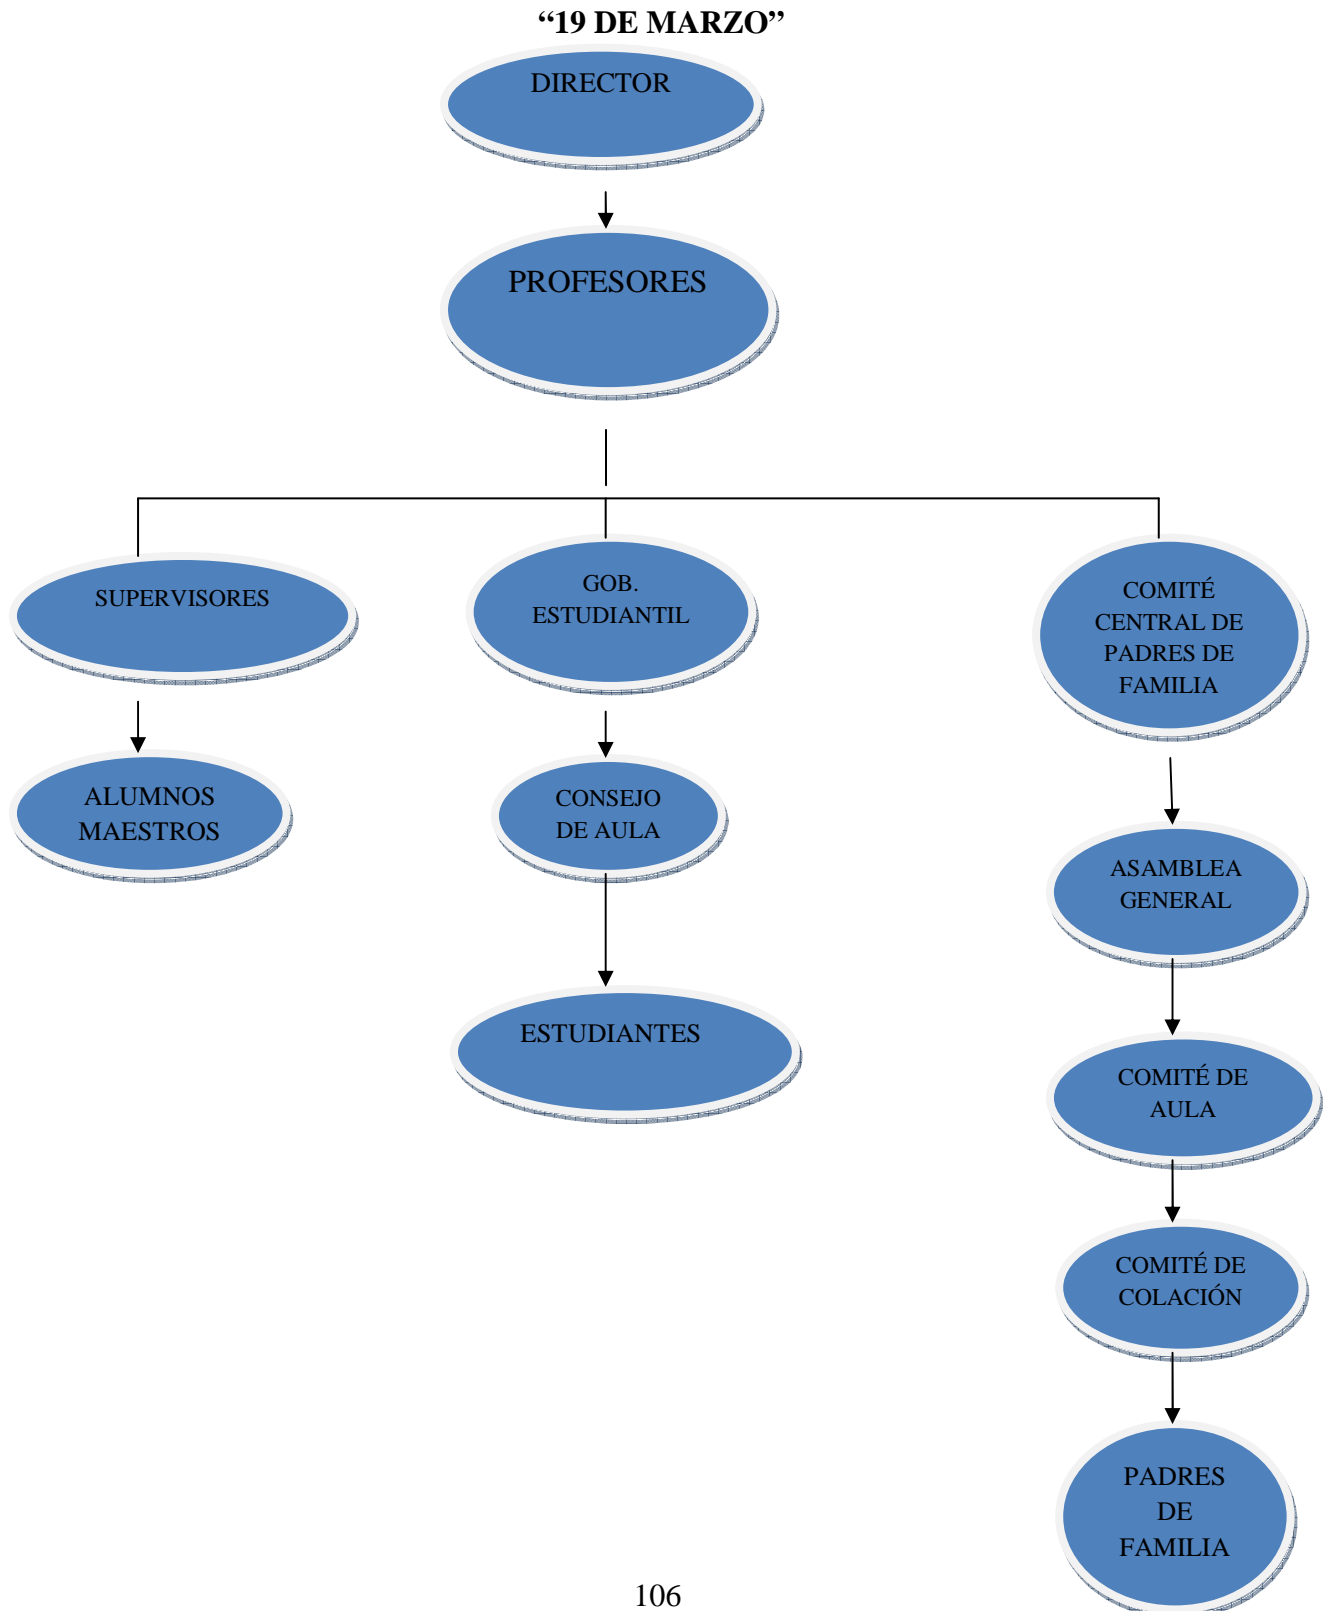 “19 DE MARZO”
DIRECTOR
PROFESORES
SUPERVISORES
GOB.
ESTUDIANTIL
COMITÉ
CENTRAL DE
PADRES DE
FAMILIA
ALUMNOS
MAESTROS
CONSEJO
DE AULA
ASAMBLEA
GENERAL
ESTUDIANTES
COMITÉ DE
AULA
COMITÉ DE
COLACIÓN
PADRES
DE
FAMILIA
106